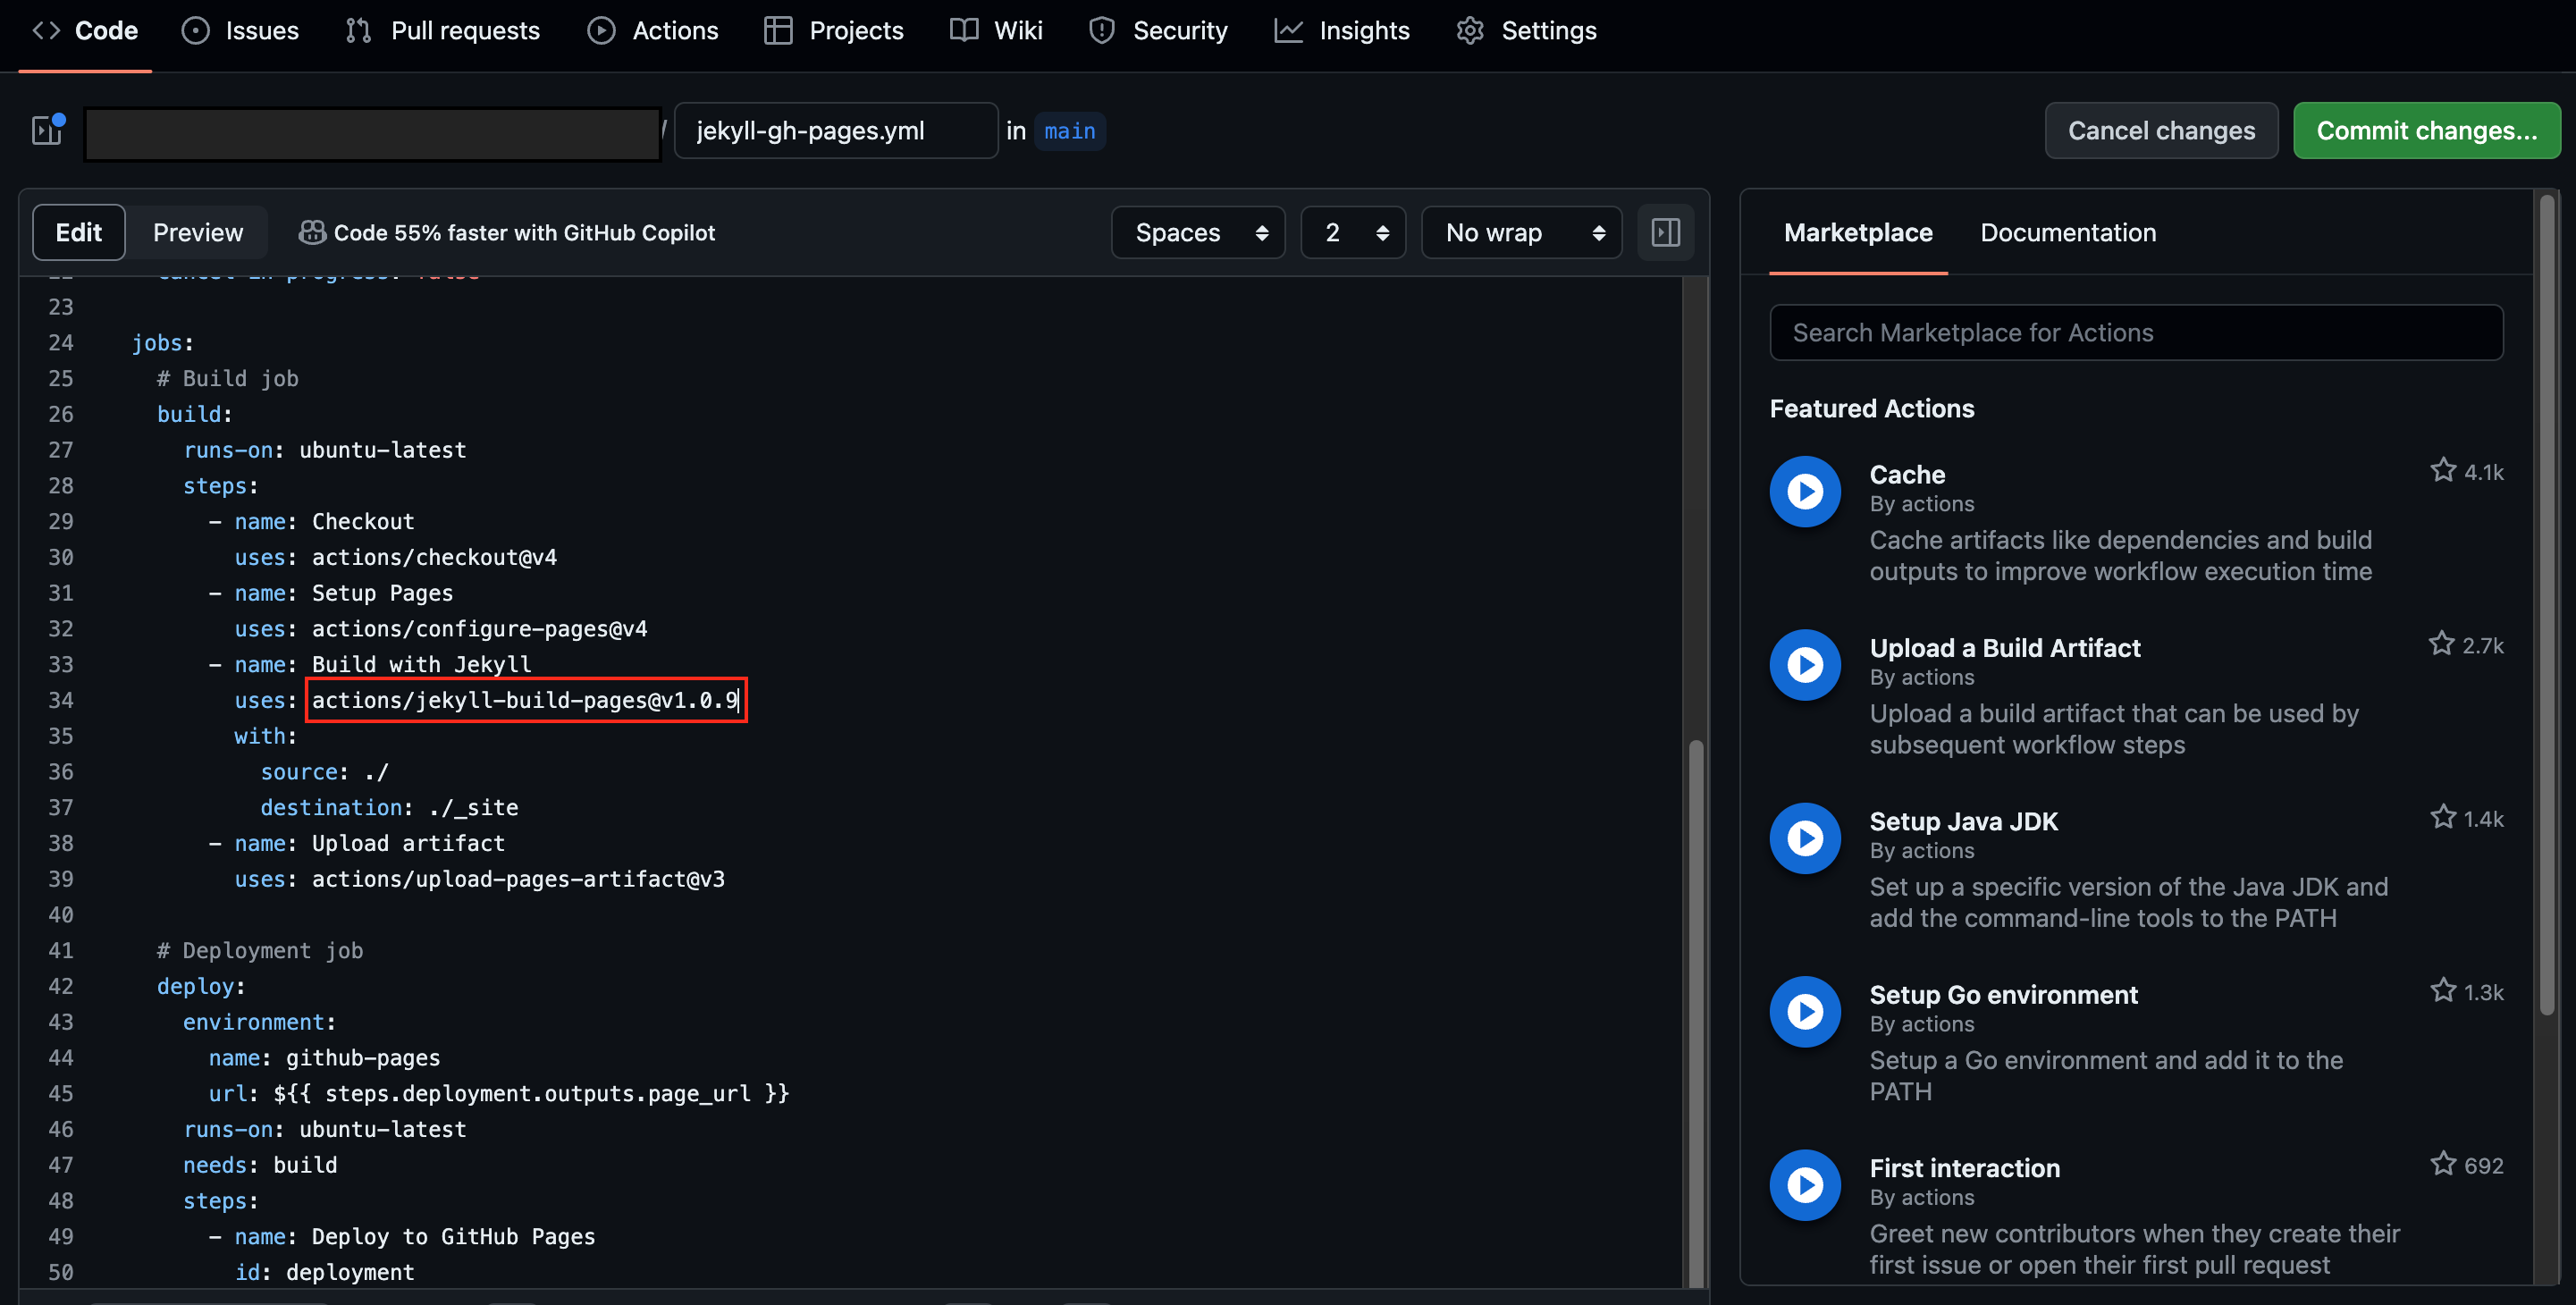 Code Issues Pull requests Actions Projects Wiki Security Insights Settings
/ jekyll-gh-pages.yml in main Cancel changes Commit changes...
Edit Preview Code 55% faster with GitHub Copilot Spaces 2 No wrap
22 cancel-in-progress: false
23
24 jobs:
25 # Build job
26 build:
27 runs-on: ubuntu-latest
28 steps:
29 - name: Checkout
30 uses: actions/checkout@v4
31 - name: Setup Pages
32 uses: actions/configure-pages@v4
33 - name: Build with Jekyll
34 uses: actions/jekyll-build-pages@v1.0.9
35 with:
36 source: ./
37 destination: ./_site
38 - name: Upload artifact
39 uses: actions/upload-pages-artifact@v3
40
41 # Deployment job
42 deploy:
43 environment:
44 name: github-pages
45 url: ${{ steps.deployment.outputs.page_url }}
46 runs-on: ubuntu-latest
47 needs: build
48 steps:
49 - name: Deploy to GitHub Pages
50 id: deployment
Marketplace Documentation
Search Marketplace for Actions
Featured Actions
Cache 4.1k
By actions
Cache artifacts like dependencies and build
outputs to improve workflow execution time
Upload a Build Artifact 2.7k
By actions
Upload a build artifact that can be used by
subsequent workflow steps
Setup Java JDK 1.4k
By actions
Set up a specific version of the Java JDK and
add the command-line tools to the PATH
Setup Go environment 1.3k
By actions
Setup a Go environment and add it to the
PATH
First interaction 692
By actions
Greet new contributors when they create their
first issue or open their first pull request